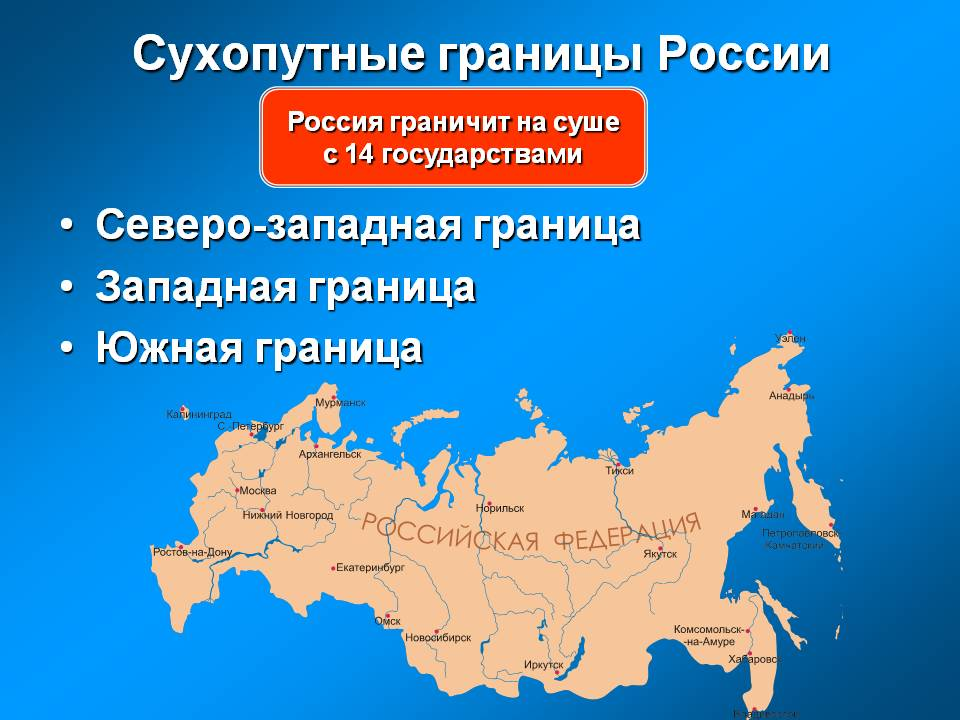 Сухопутные границы России
Россия граничит на суше
с 14 государствами
• Северо-западная граница
• Западная граница
• Южная граница
Уэлен
Анадырь
Мурманск
Калининград
С. Петербург
Архангельск
Тикси
Москва
Норильск
Нижний Новгород
Магадан
РОССИЙСКАЯ ФЕДЕРАЦИЯ
Петропавловск
Камчатский
Ростов-на-Дону
Якутск
Екатеринбург
Омск
Новосибирск
Комсомольск-
-на-Амуре
Иркутск
Хабаровск
Владивосток